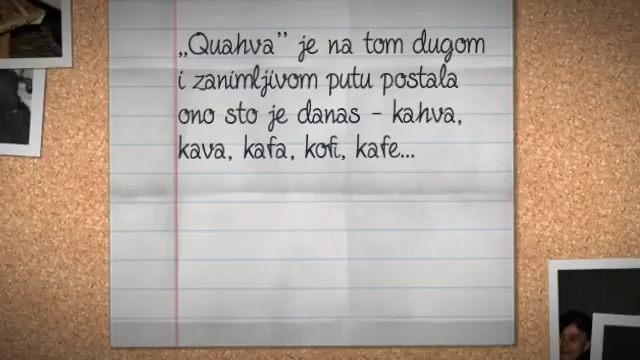 „Quahva” je na tom dugom
i zanimljivom putu postala
ono sto je danas - kahva,
kava, kafa, kofi, kafe...